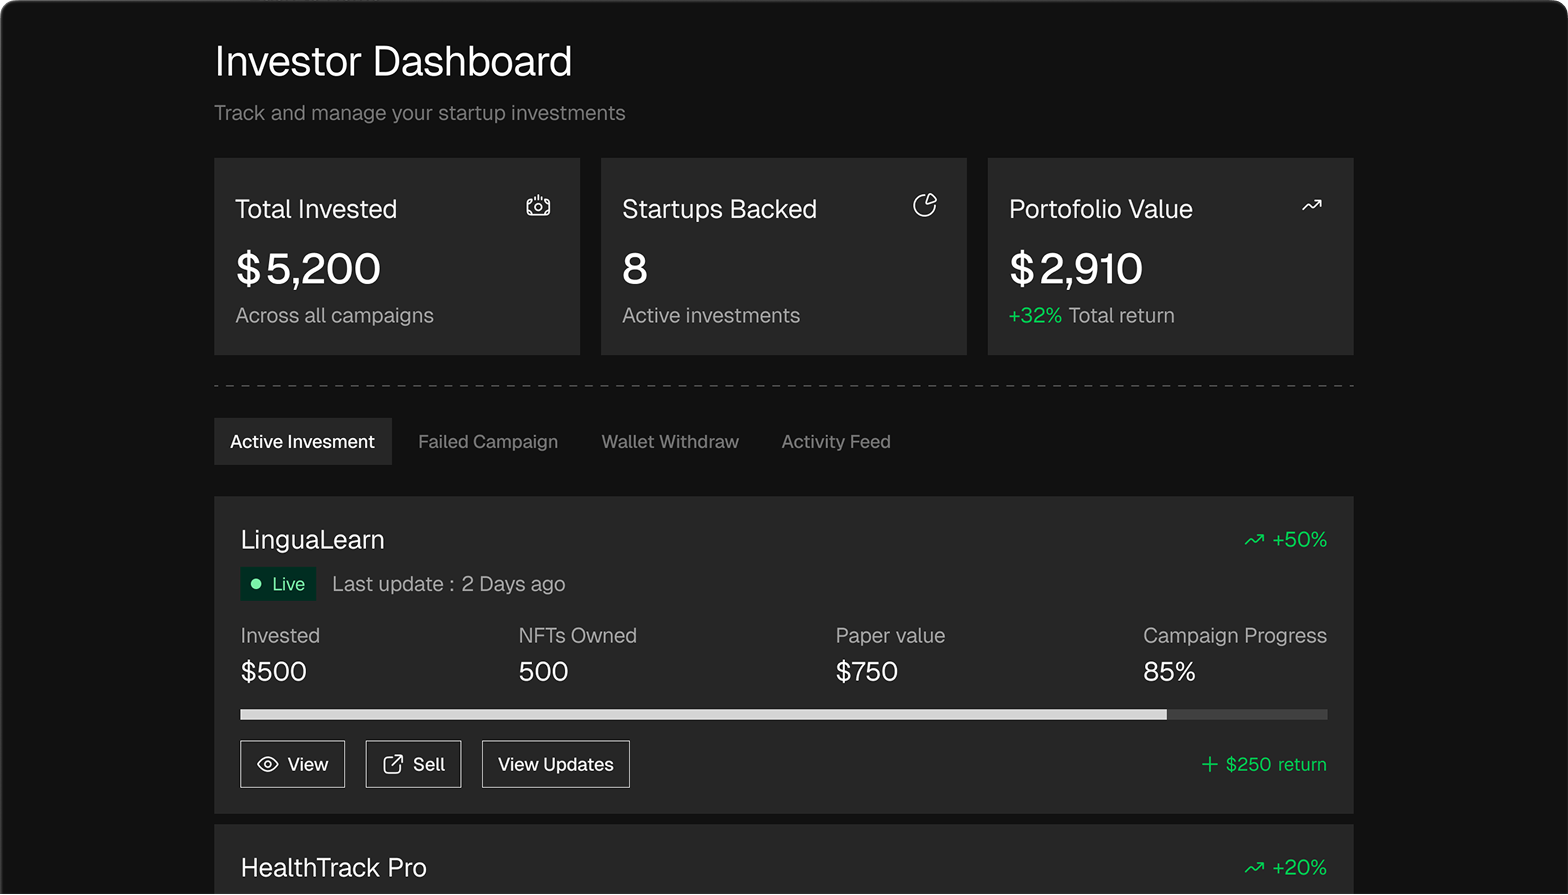 Investor Dashboard
Track and manage your startup investments
Total Invested
$5,200
Across all campaigns
Startups Backed
8
Active investments
Portofolio Value
$2,910
+32% Total return
Active Invesment Failed Campaign Wallet Withdraw Activity Feed
LinguaLearn +50%
Live Last update : 2 Days ago
Invested NFTs Owned Paper value Campaign Progress
$500 500 $750 85%
View Sell View Updates + $250 return
HealthTrack Pro +20%